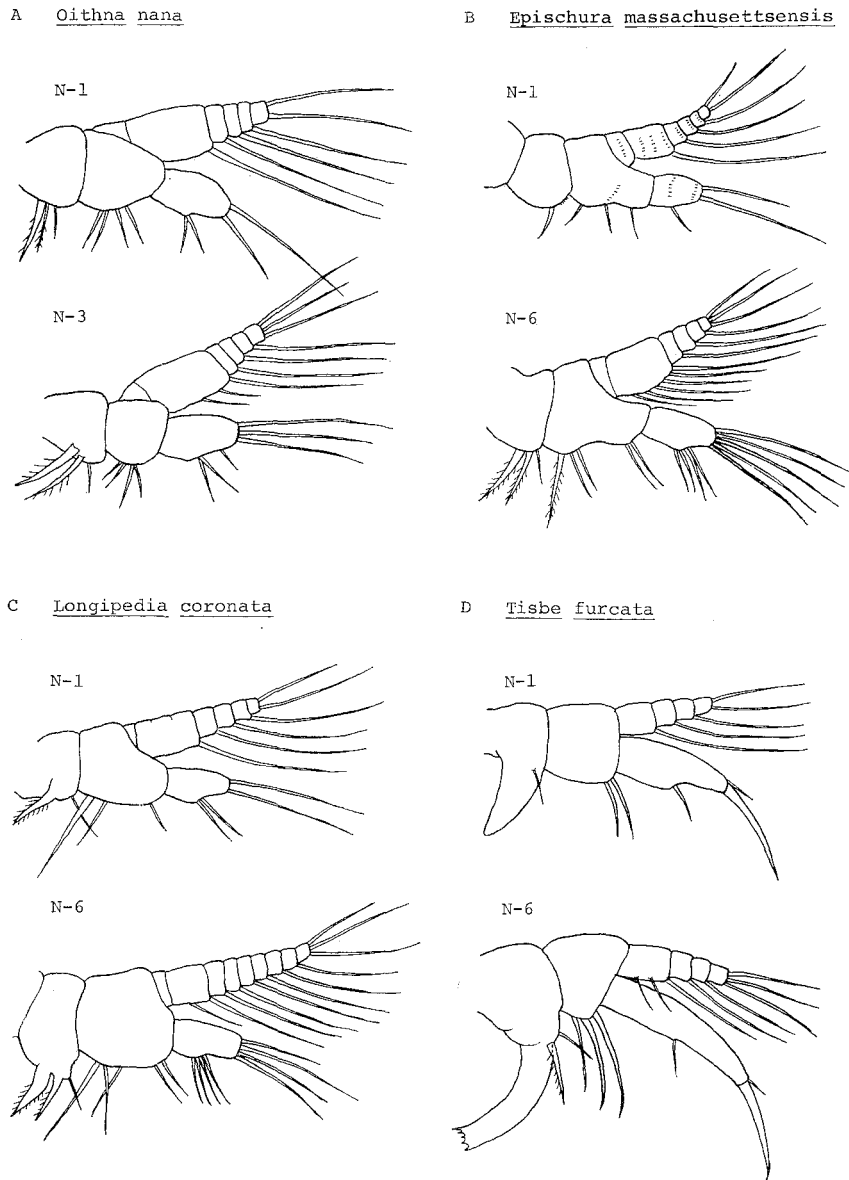 A Oithna nana
N-1
N-3
B Epischura massachusettsensis
N-1
N-6
C Longipedia coronata
N-1
N-6
D Tisbe furcata
N-1
N-6